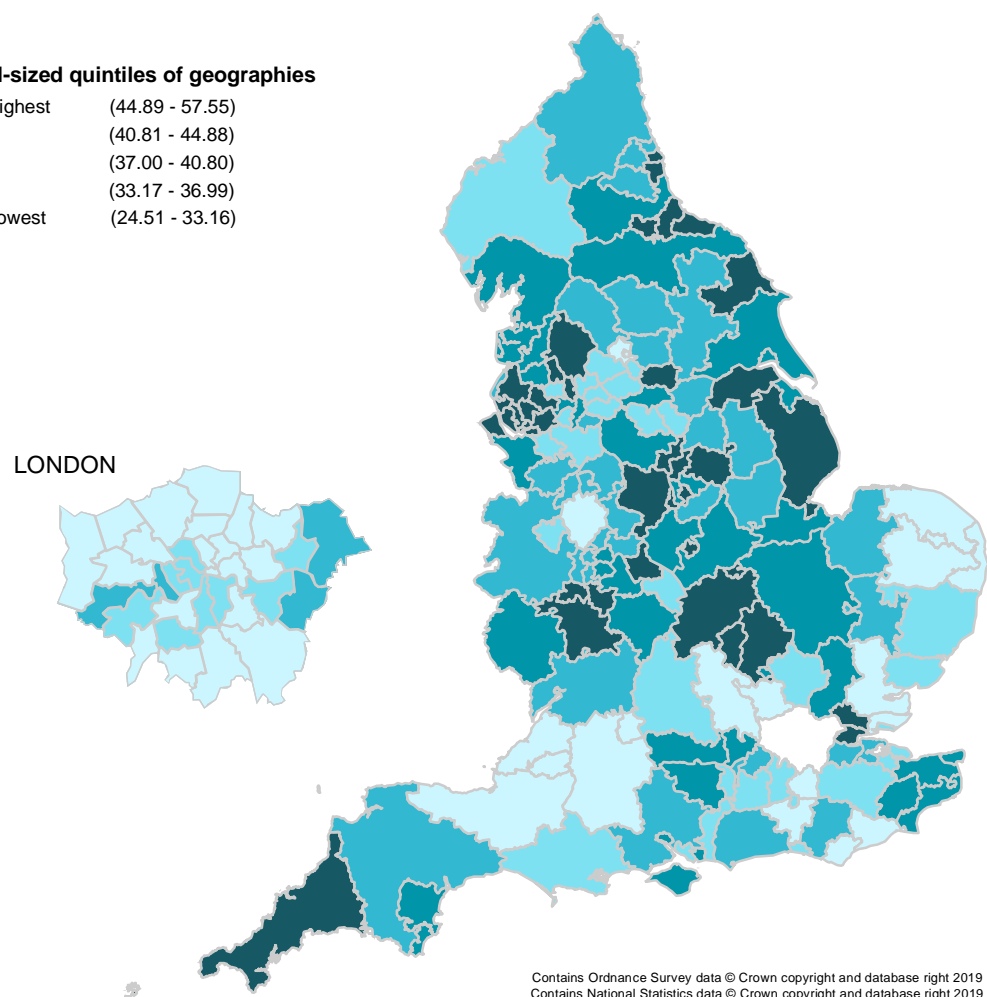 l-sized quintiles of geographies
ighest (44.89 - 57.55)
(40.81 - 44.88)
(37.00 - 40.80)
(33.17 - 36.99)
owest (24.51 - 33.16)
LONDON
Contains Ordnance Survey data © Crown copyright and database right 2019
Contains National Statistics data © Crown copyright and database right 2019